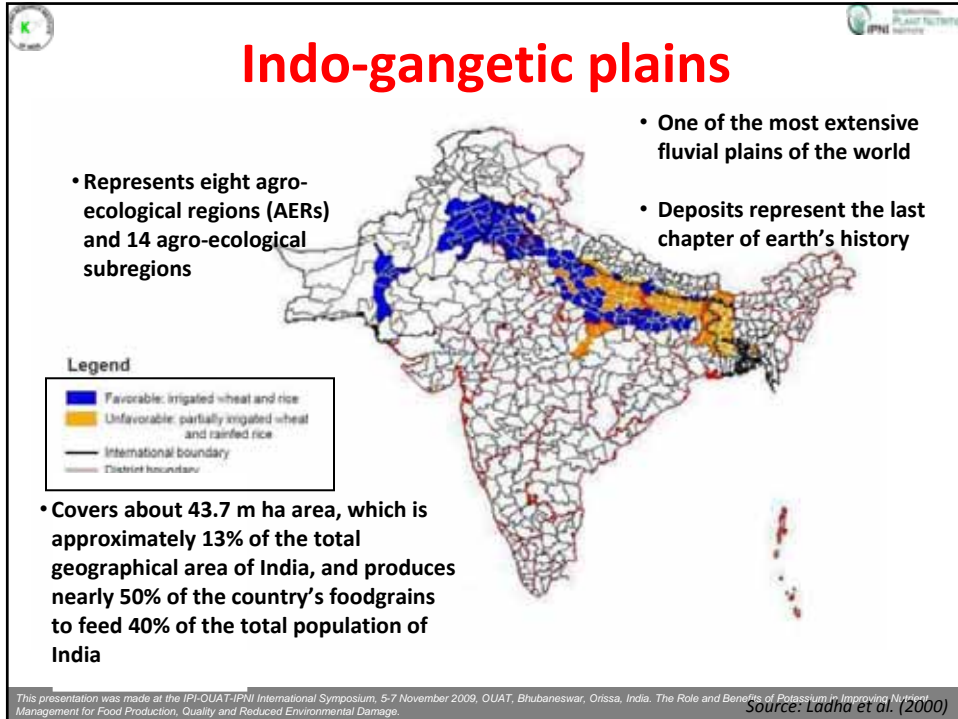 INTERNATIONAL
PLANT NUTRITION
INSTITUTE
IPNI
Indo-gangetic plains
• One of the most extensive
fluvial plains of the world
• Deposits represent the last
chapter of earth's history
• Represents eight agro-
ecological regions (AERs)
and 14 agro-ecological
subregions
Legend
Favorable: irrigated wheat and rice
Unfavorable: partially irrigated wheat
and rainfed rice
International boundary
District boundary
• Covers about 43.7 m ha area, which is
approximately 13% of the total
geographical area of India, and produces
nearly 50% of the country's foodgrains
to feed 40% of the total population of
India
This presentation was made at the IPI-OUAT-IPNI International Symposium, 5-7 November 2009, OUAT, Bhubaneswar, Orissa, India. The Role and Benefits of Potassium in Improving Nutrient
Management for Food Production, Quality and Reduced Environmental Damage.
Source: Ladha et al. (2000)